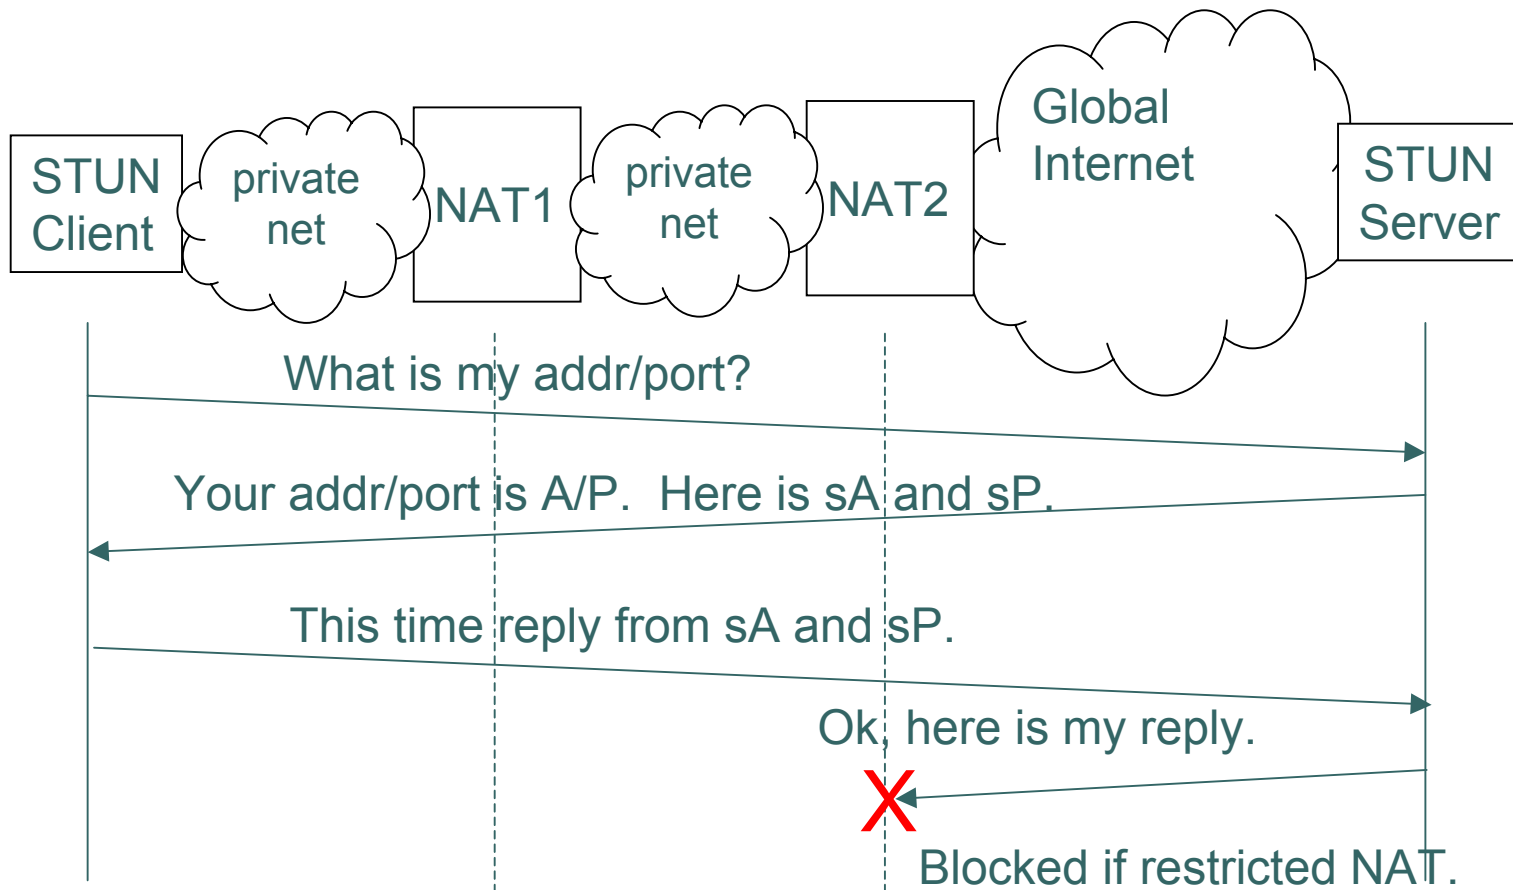 STUN
Client
private
net
NAT1
private
net
NAT2
Global
Internet
STUN
Server
What is my addr/port?
Your addr/port is A/P.  Here is sA and sP.
This time reply from sA and sP.
Ok, here is my reply.
X
Blocked if restricted NAT.